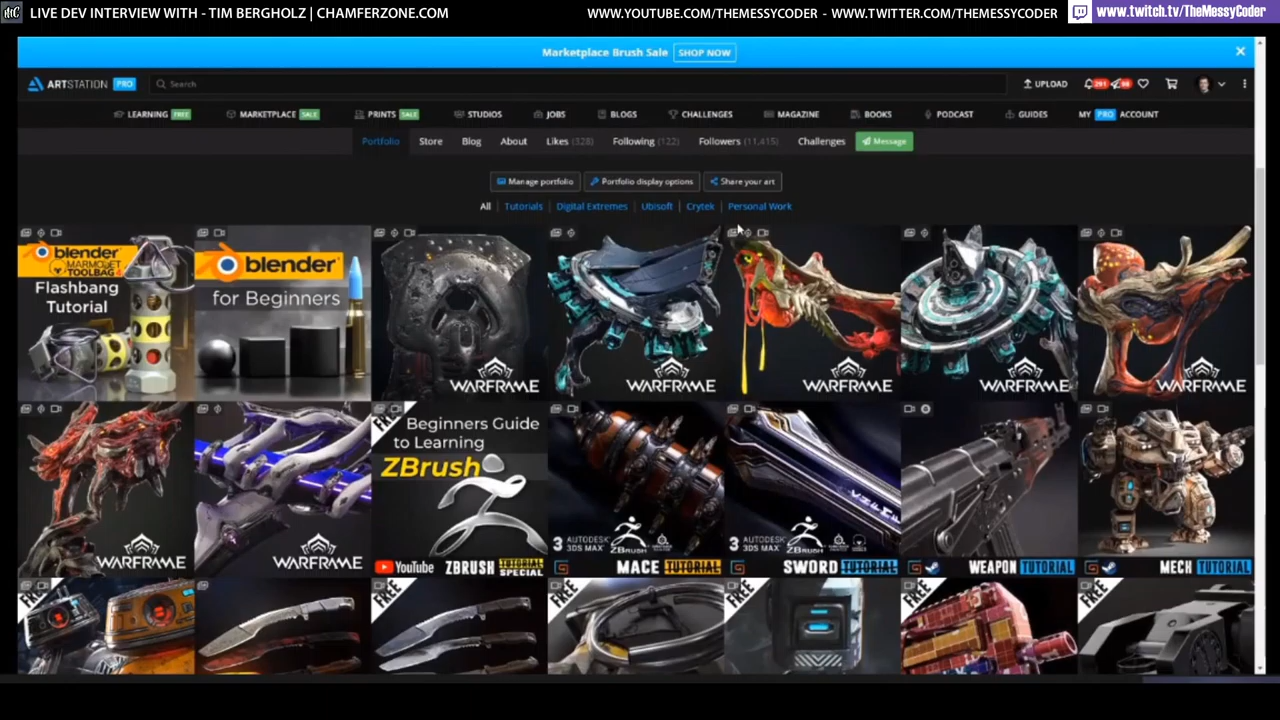 LIVE DEV INTERVIEW WITH - TIM BERGHOLZ | CHAMFERZONE.COM
WWW.YOUTUBE.COM/THEMESSYCODER - WWW.TWITTER.COM/THEMESSYCODER
www.twitch.tv/TheMessyCoder
Marketplace Brush Sale SHOP NOW
ARTSTATION PRO Search UPLOAD
LEARNING FREE MARKETPLACE SALE PRINTS SALE STUDIOS JOBS BLOGS CHALLENGES MAGAZINE BOOKS PODCAST GUIDES MY PRO ACCOUNT
Portfolio Store Blog About Likes (328) Following (122) Followers (11,415) Challenges Message
Manage portfolio Portfolio display options Share your art
All Tutorials Digital Extremes Ubisoft Crytek Personal Work
blender
MARMOSET
TOOLBAG 4
Flashbang
Tutorial
blender
for Beginners
WARFRAME
WARFRAME
WARFRAME
WARFRAME
WARFRAME
WARFRAME
WARFRAME
FREE
Beginners Guide
to Learning
ZBrush
YouTube ZBRUSH TUTORIAL SPECIAL
3 AUTODESK 3DS MAX ZBRUSH
MACE TUTORIAL
3 AUTODESK 3DS MAX ZBRUSH
SWORD TUTORIAL
WEAPON TUTORIAL
MECH TUTORIAL
FREE
FREE
FREE
FREE
FREE
FREE